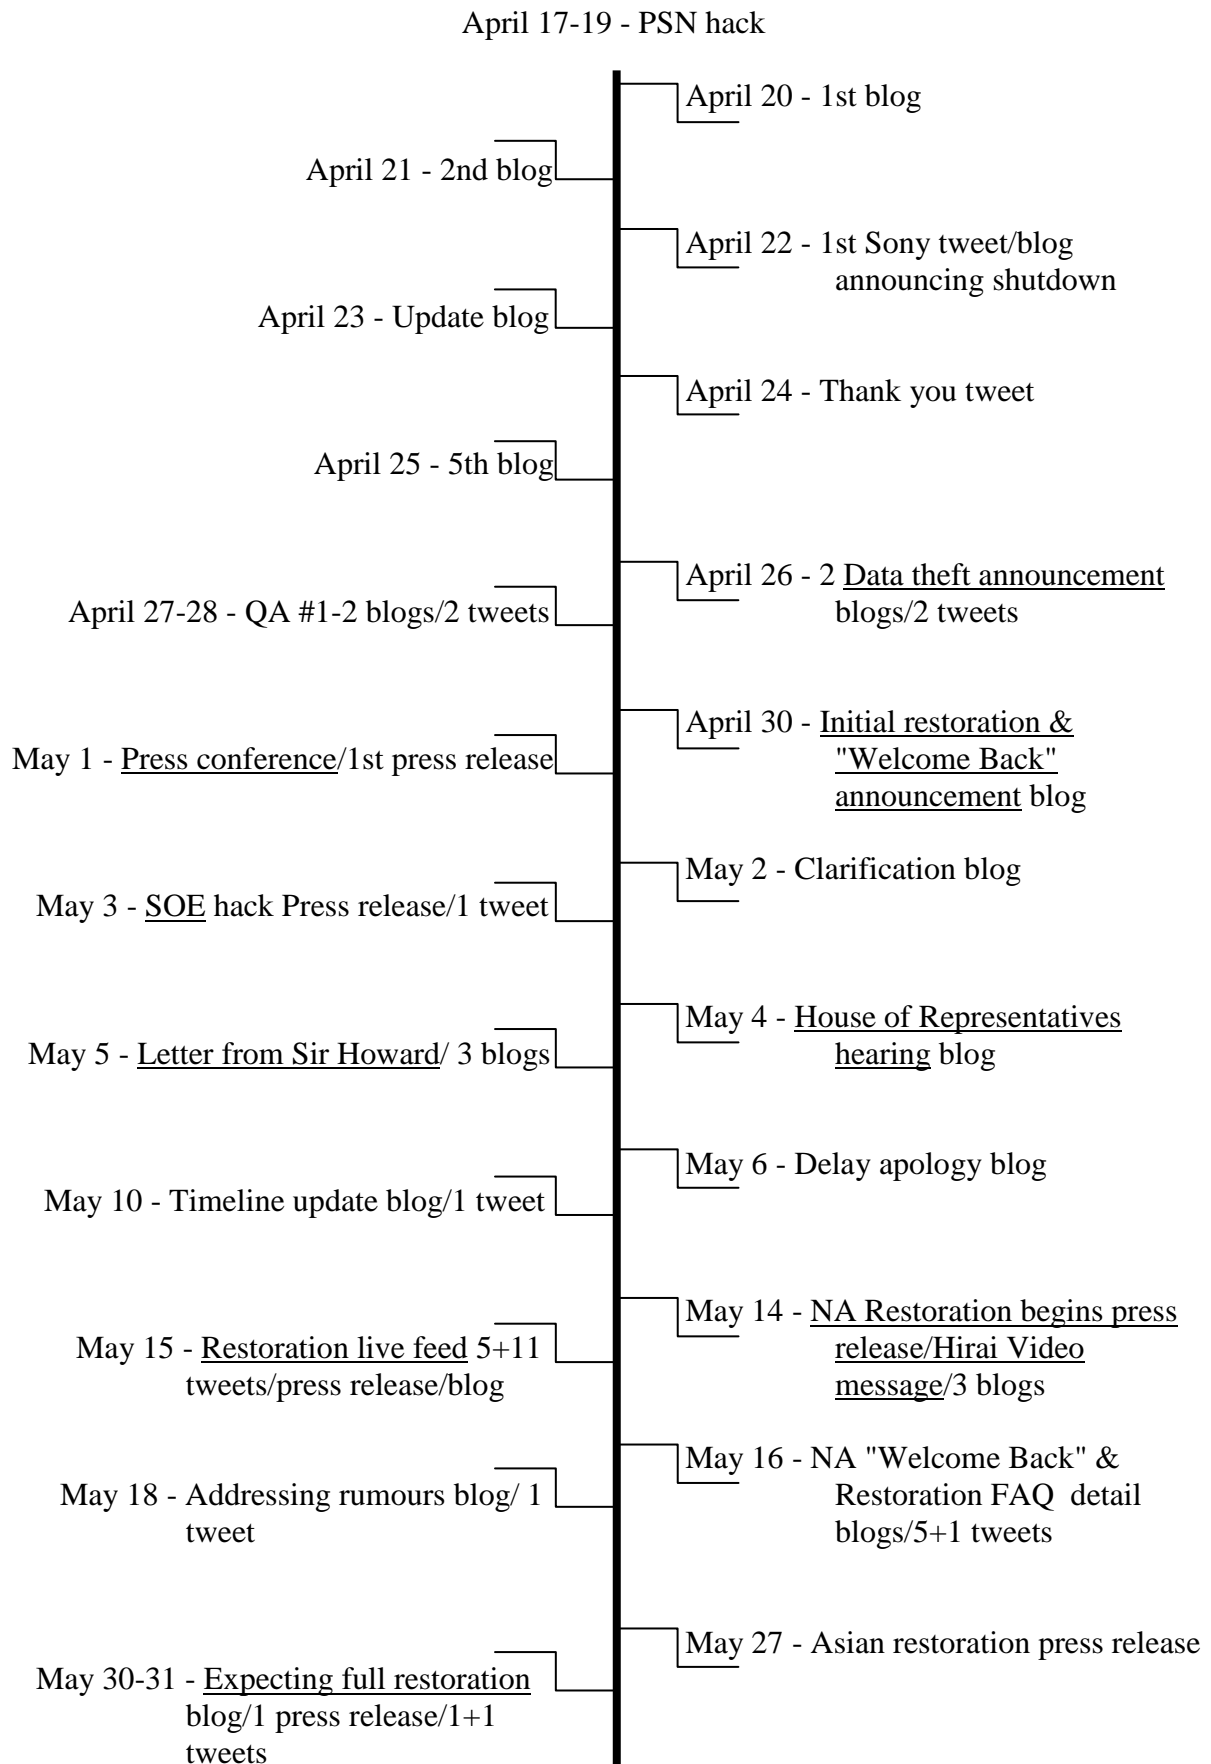 April 17-19 - PSN hack
April 20 - 1st blog
April 21 - 2nd blog
April 22 - 1st Sony tweet/blog
announcing shutdown
April 23 - Update blog
April 24 - Thank you tweet
April 25 - 5th blog
April 26 - 2 Data theft announcement
blogs/2 tweets
April 27-28 - QA #1-2 blogs/2 tweets
April 30 - Initial restoration &
"Welcome Back"
announcement blog
May 1 - Press conference/1st press release
May 2 - Clarification blog
May 3 - SOE hack Press release/1 tweet
May 4 - House of Representatives
hearing blog
May 5 - Letter from Sir Howard/ 3 blogs
May 6 - Delay apology blog
May 10 - Timeline update blog/1 tweet
May 14 - NA Restoration begins press
release/Hirai Video
message/3 blogs
May 15 - Restoration live feed 5+11
tweets/press release/blog
May 16 - NA "Welcome Back" &
Restoration FAQ  detail
blogs/5+1 tweets
May 18 - Addressing rumours blog/ 1
tweet
May 27 - Asian restoration press release
May 30-31 - Expecting full restoration
blog/1 press release/1+1
tweets